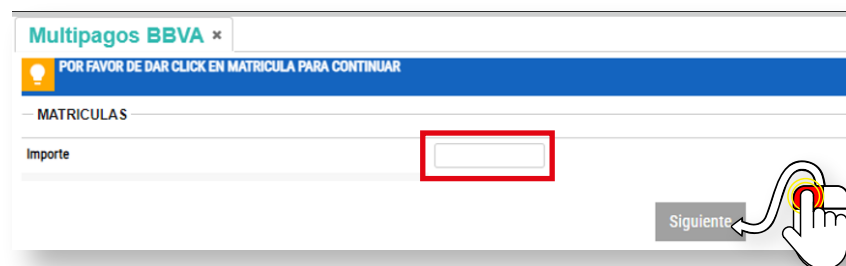 Multipagos BBVA ×
POR FAVOR DE DAR CLICK EN MATRICULA PARA CONTINUAR
MATRICULAS
Importe
Siguiente